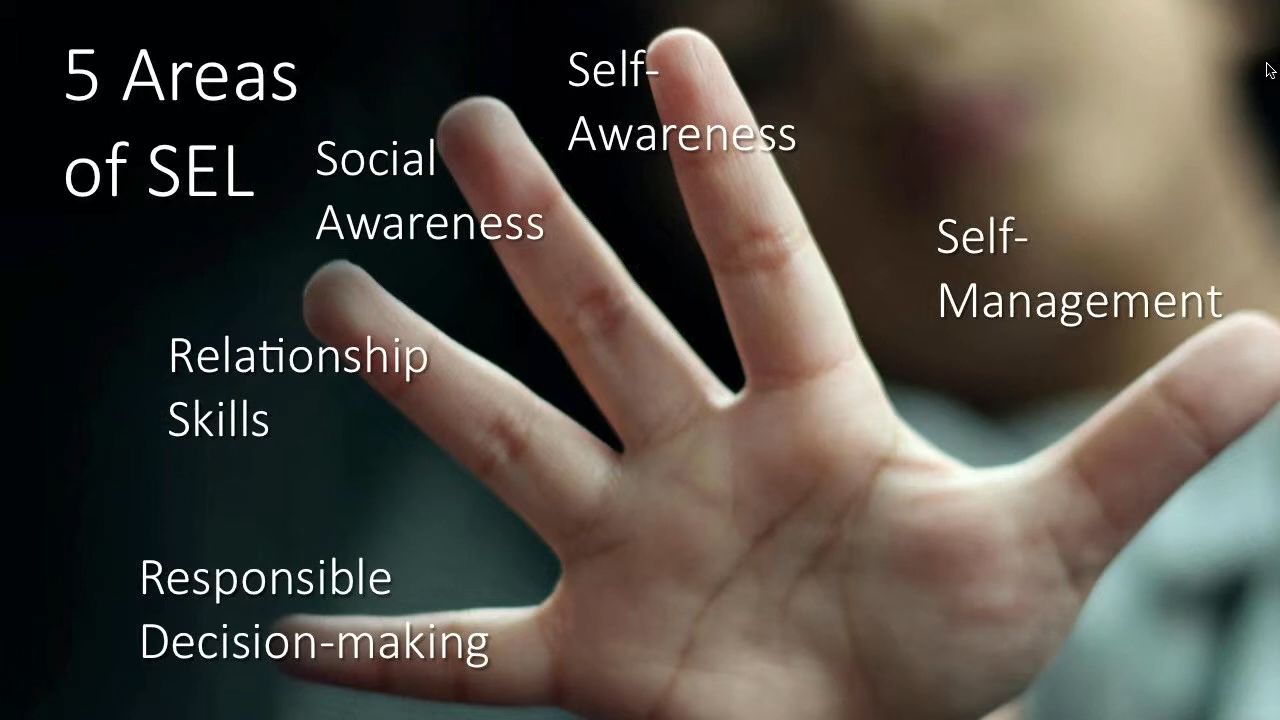 5 Areas
of SEL
Social
Awareness
Self-
Awareness
Self-
Management
Relationship
Skills
Responsible
Decision-making